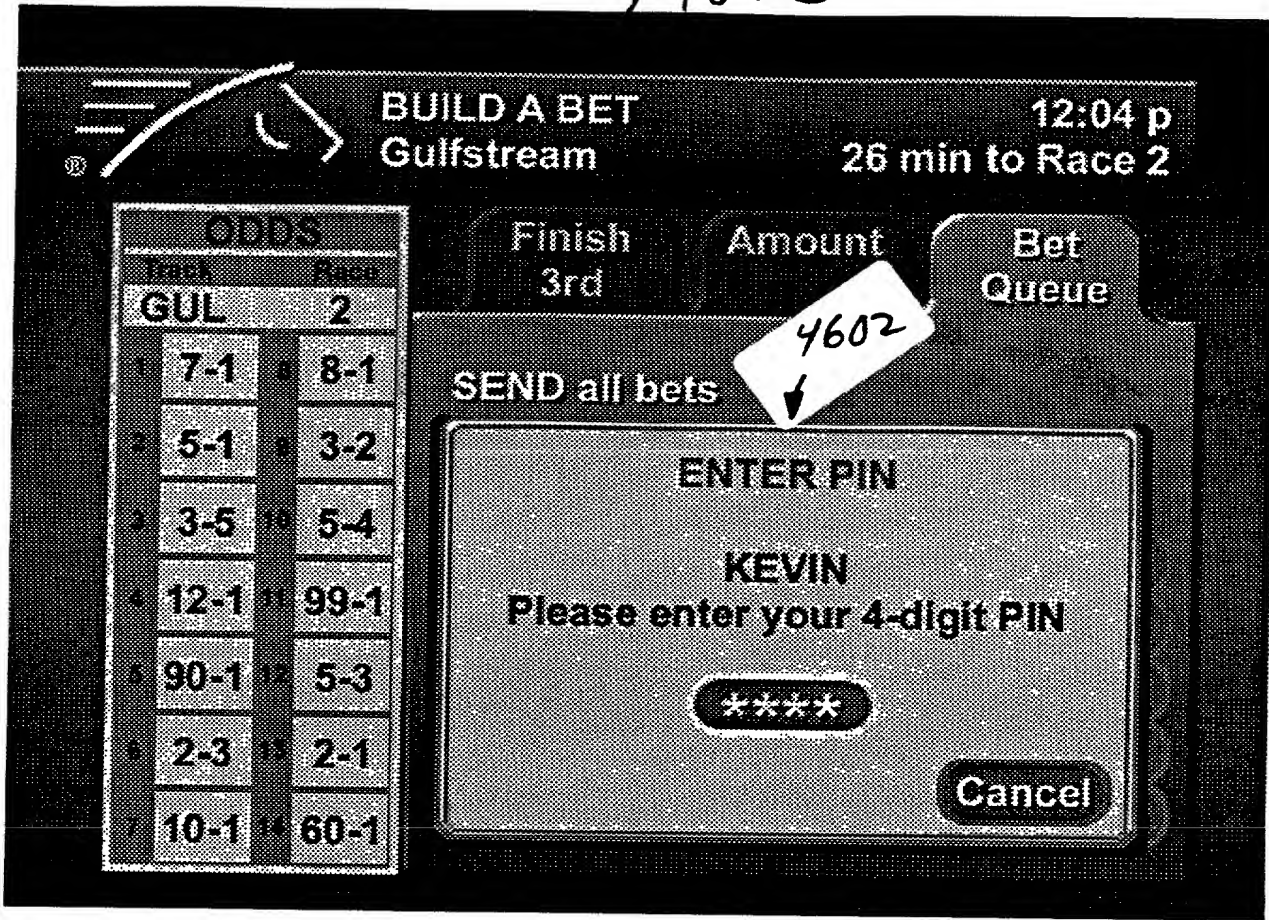 BUILD A BET
Gulfstream
12:04 p
26 min to Race 2
®
ODDS
Track Race
GUL 2
1 7-1 8 8-1
2 5-1 9 3-2
3 3-5 10 5-4
4 12-1 11 99-1
5 90-1 12 5-3
6 2-3 13 2-1
7 10-1 14 60-1
Finish
3rd
Amount
Bet
Queue
4602
SEND all bets
ENTER PIN
KEVIN
Please enter your 4-digit PIN
****
Cancel